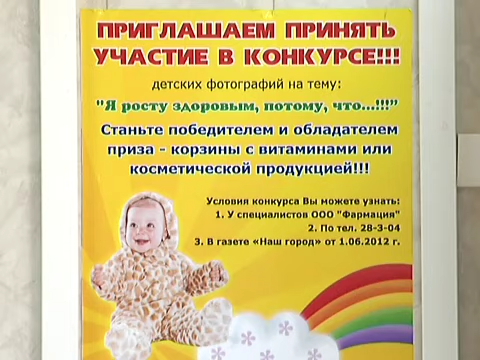 ПРИГЛАШАЕМ ПРИНЯТЬ
УЧАСТИЕ В КОНКУРСЕ!!!
детских фотографий на тему:
"Я росту здоровым, потому, что...!!!"
Станьте победителем и обладателем
приза - корзины с витаминами или
косметической продукцией!!!
Условия конкурса Вы можете узнать:
1. У специалистов ООО "Фармация"
2. По тел. 28-3-04
3. В газете «Наш город» от 1.06.2012 г.